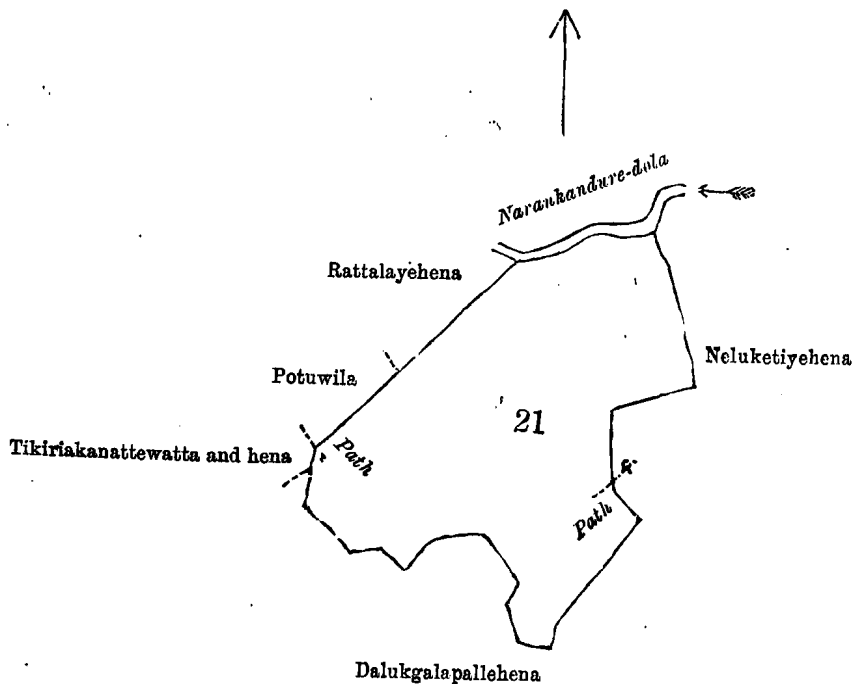 Narankandure-dola
Rattalayehena
Neluketiyehena
Potuwila
21
Tikiriakanattewatta and hena
Path
Path
Dalukgalapallehena